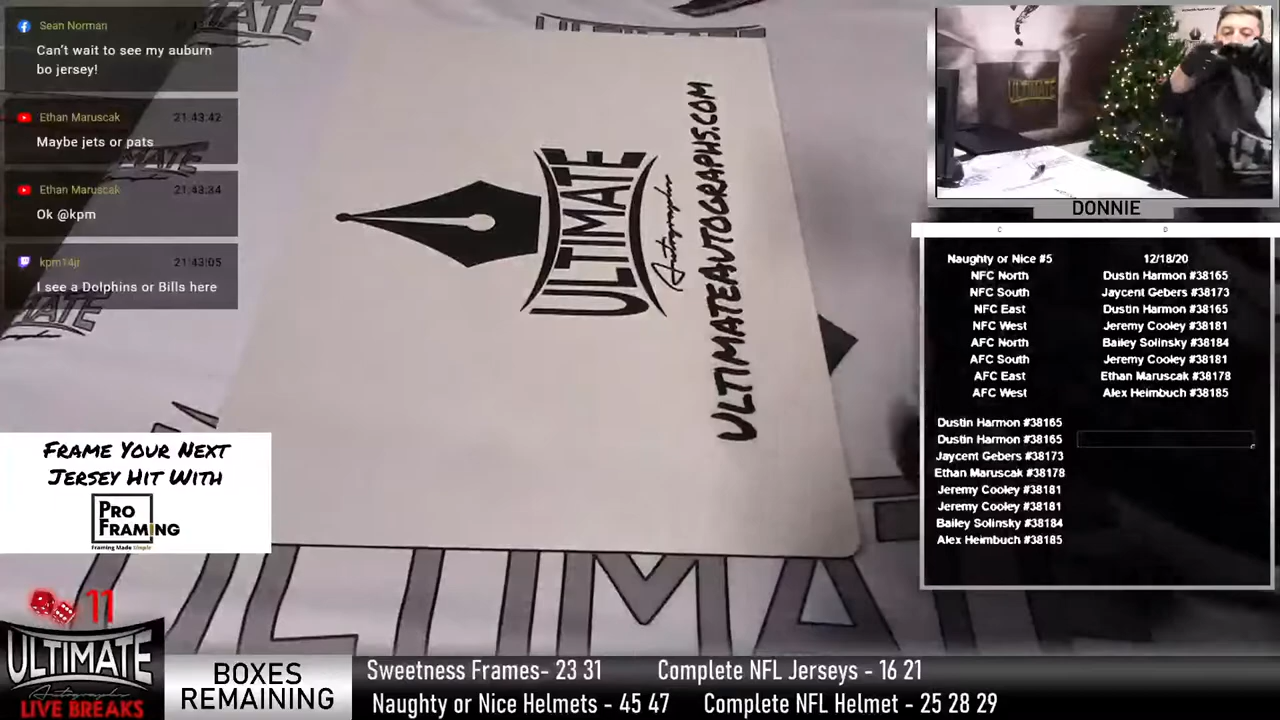 Sean Norman
Can't wait to see my auburn
bo jersey!
Ethan Maruscak 21:43:42
Maybe jets or pats
Ethan Maruscak 21:43:34
Ok @kpm
kpm14jr 21:43:05
I see a Dolphins or Bills here
ULTIMATE
Autographs
ULTIMATEAUTOGRAPHS.COM
ULTIMATE
DONNIE
C D
Naughty or Nice #5 12/18/20
NFC North Dustin Harmon #38165
NFC South Jaycent Gebers #38173
NFC East Dustin Harmon #38165
NFC West Jeremy Cooley #38181
AFC North Bailey Solinsky #38184
AFC South Jeremy Cooley #38181
AFC East Ethan Maruscak #38178
AFC West Alex Heimbuch #38185
Dustin Harmon #38165
Dustin Harmon #38165
Jaycent Gebers #38173
Ethan Maruscak #38178
Jeremy Cooley #38181
Jeremy Cooley #38181
Bailey Solinsky #38184
Alex Heimbuch #38185
Frame Your Next
Jersey Hit With
Pro
Framing
Framing Made Simple
ULTIMA
11
ULTIMATE
Autographs
LIVE BREAKS
BOXES
REMAINING
Sweetness Frames- 23 31 Complete NFL Jerseys - 16 21
Naughty or Nice Helmets - 45 47 Complete NFL Helmet - 25 28 29